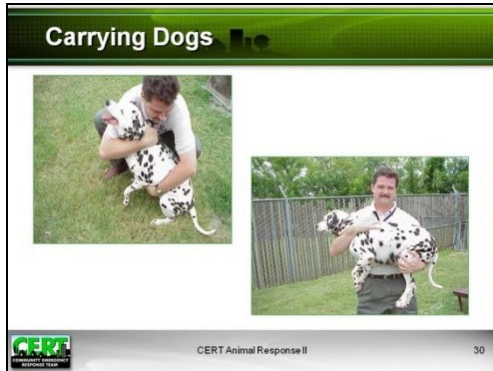 Carrying Dogs
CERT
COMMUNITY EMERGENCY
RESPONSE TEAM
CERT Animal Response II
30